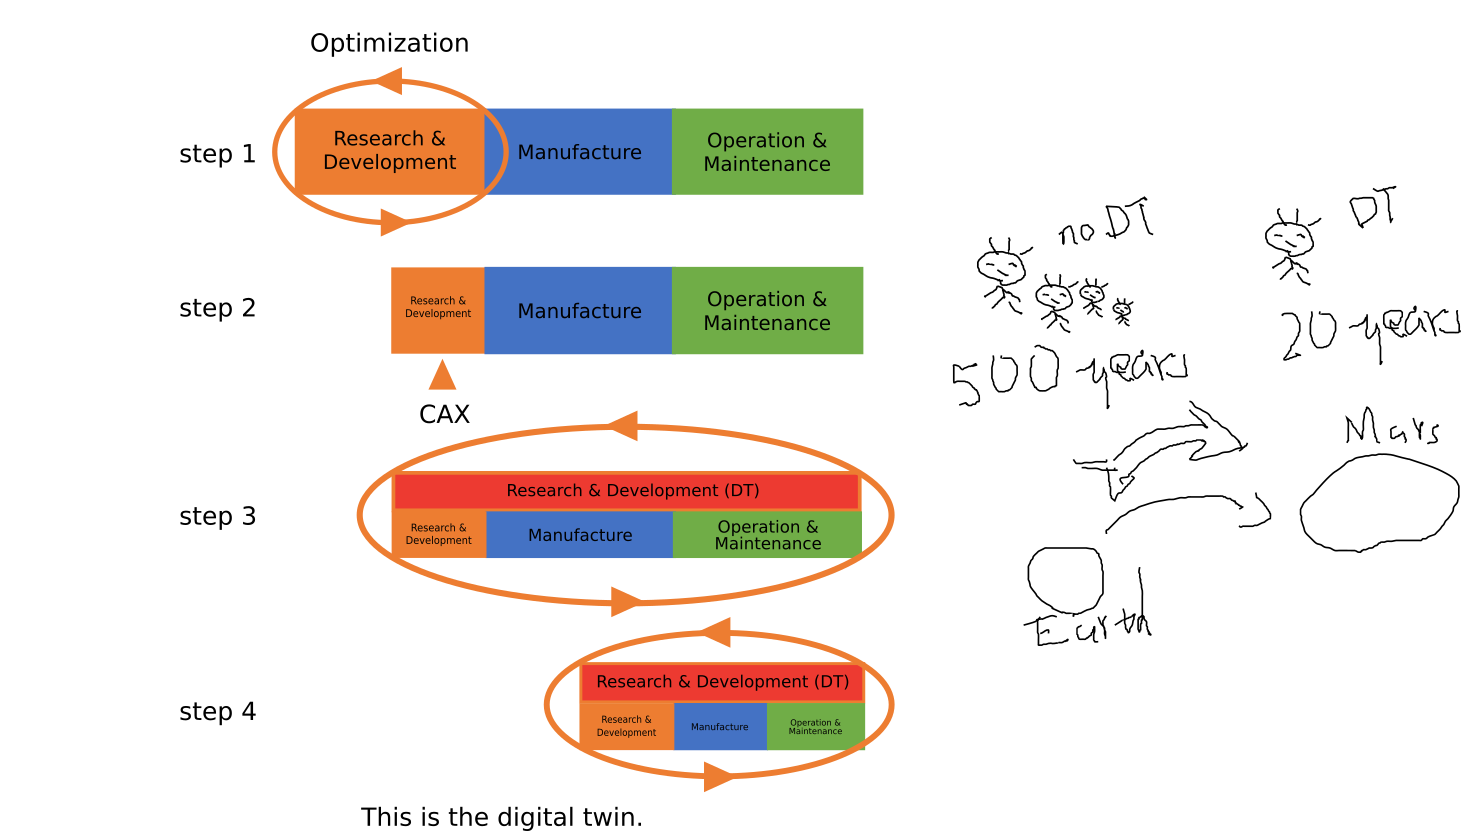 Optimization
step 1
Research &
Development
Manufacture
Operation &
Maintenance
step 2
Research &
Development
Manufacture
Operation &
Maintenance
CAX
step 3
Research & Development (DT)
Research &
Development
Manufacture
Operation &
Maintenance
step 4
Research & Development (DT)
Research &
Development
Manufacture
Operation &
Maintenance
This is the digital twin.
no DT
500 years
DT
20 years
Mars
Earth